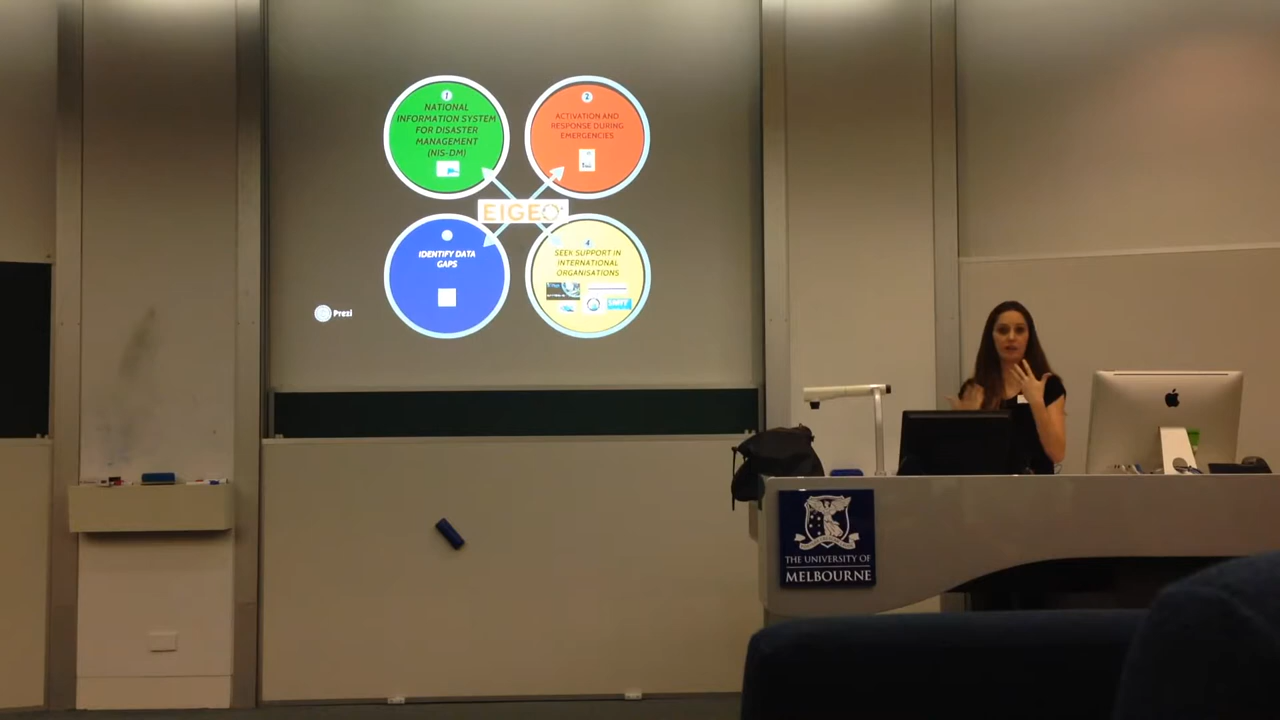 1
NATIONAL
INFORMATION SYSTEM
FOR DISASTER
MANAGEMENT
(NIS-DM)
2
ACTIVATION AND
RESPONSE DURING
EMERGENCIES
EIGEO
IDENTIFY DATA
GAPS
4
SEEK SUPPORT IN
INTERNATIONAL
ORGANISATIONS
Prezi
THE UNIVERSITY OF
MELBOURNE